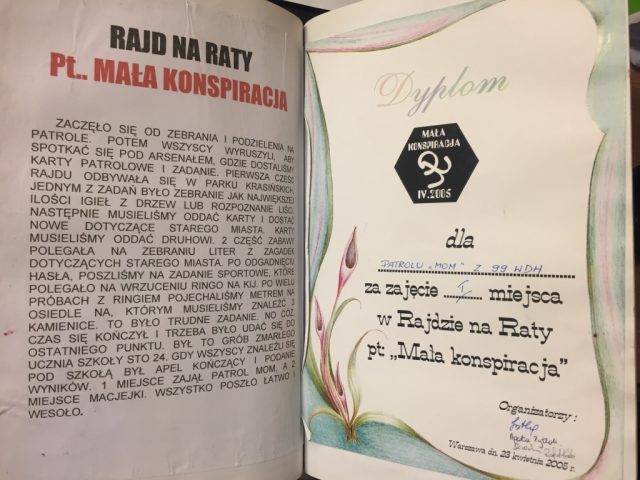 RAJD NA RATY
PT.. MAŁA KONSPIRACJA
ZACZĘŁO SIĘ OD ZEBRANIA I PODZIELENIA NA
PATROLE. POTEM WSZYSCY WYRUSZYLI, ABY
SPOTKAĆ SIĘ POD ARSENAŁEM, GDZIE DOSTALIŚMY
KARTY PATROLOWE I ZADANIE. PIERWSZA CZEŚĆ
RAJDU ODBYWAŁA SIĘ W PARKU KRASIŃSKICH.
JEDNYM Z ZADAŃ BYŁO ZEBRANIE JAK NAJWIĘKSZEJ
ILOŚCI IGIEŁ Z DRZEW LUB ROZPOZNANIE LIŚCI.
NASTĘPNIE MUSIELIŚMY ODDAĆ KARTY I DOSTAĆ
NOWE DOTYCZĄCE STAREGO MIASTA. KARTY
MUSIELIŚMY ODDAĆ DRUHOWI. 2 CZĘŚĆ ZABAWY
POLEGAŁA NA ZEBRANIU LITER Z ZAGADEK
DOTYCZĄCYCH STAREGO MIASTA. PO ODGADNIĘCIU
HASŁA, POSZLIŚMY NA ZADANIE SPORTOWE, KTÓRE
POLEGAŁO NA WRZUCENIU RINGO NA KIJ. PO WIELU
PRÓBACH Z RINGIEM POJECHALIŚMY METREM NA
OSIEDLE NA, KTÓRYM MUSIELIŚMY ZNALEŹĆ 3
KAMIENICE. TO BYŁO TRUDNE ZADANIE. NO CÓŻ.
CZAS SIĘ KOŃCZYŁ I TRZEBA BYŁO UDAĆ SIĘ DO
OSTATNIEGO PUNKTU. BYŁ TO GRÓB ZMARŁEGO
UCZNIA SZKOŁY STO 24. GDY WSZYSCY ZNALEŹLI SIĘ
POD SZKOŁĄ BYŁ APEL KOŃCZĄCY I PODANIE
WYNIKÓW. 1 MIEJSCE ZAJĄŁ PATROL MOM, A 2
MIEJSCE MACJEJKI. WSZYSTKO POSZŁO ŁATWO I
WESOŁO.
Dyplom
MAŁA
KONSPIRACJA
IV.2005
dla
PATROLU „MOM" Z 99 WDH
za zajęcie I miejsca
w Rajdzie na Raty
pt „Mała konspiracja"
Organizatorzy :
Warszawa dn. 23 kwietnia 2005 r